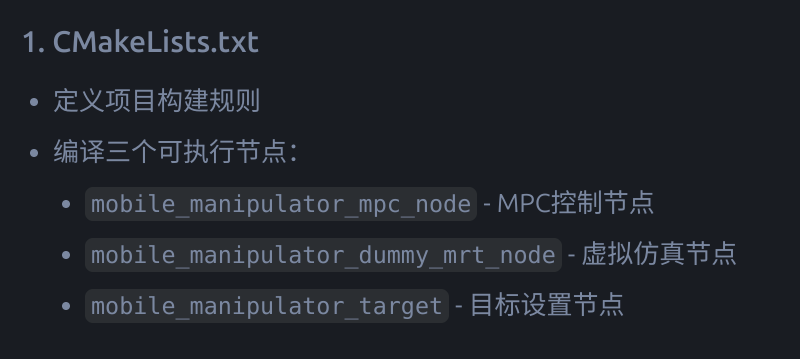 1. CMakeLists.txt
• 定义项目构建规则
• 编译三个可执行节点：
• mobile_manipulator_mpc_node - MPC控制节点
• mobile_manipulator_dummy_mrt_node - 虚拟仿真节点
• mobile_manipulator_target - 目标设置节点